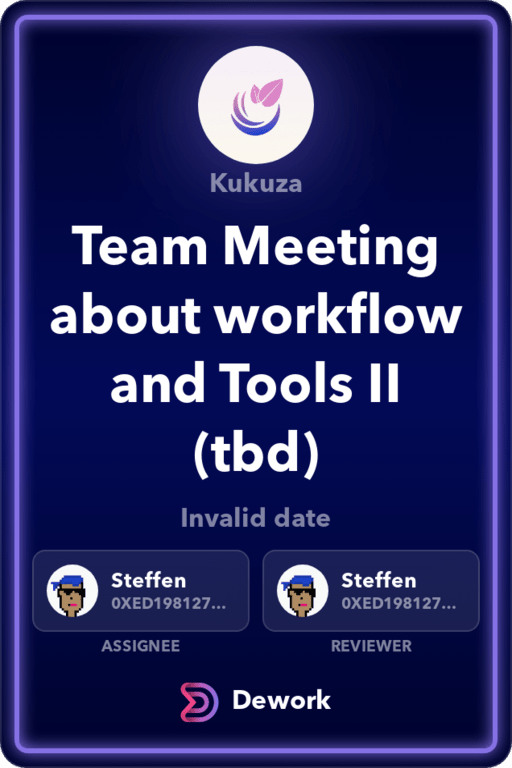 Kukuza
Team Meeting
about workflow
and Tools II
(tbd)
Invalid date
Steffen
0XED198127...
Steffen
0XED198127...
ASSIGNEE
REVIEWER
Dework